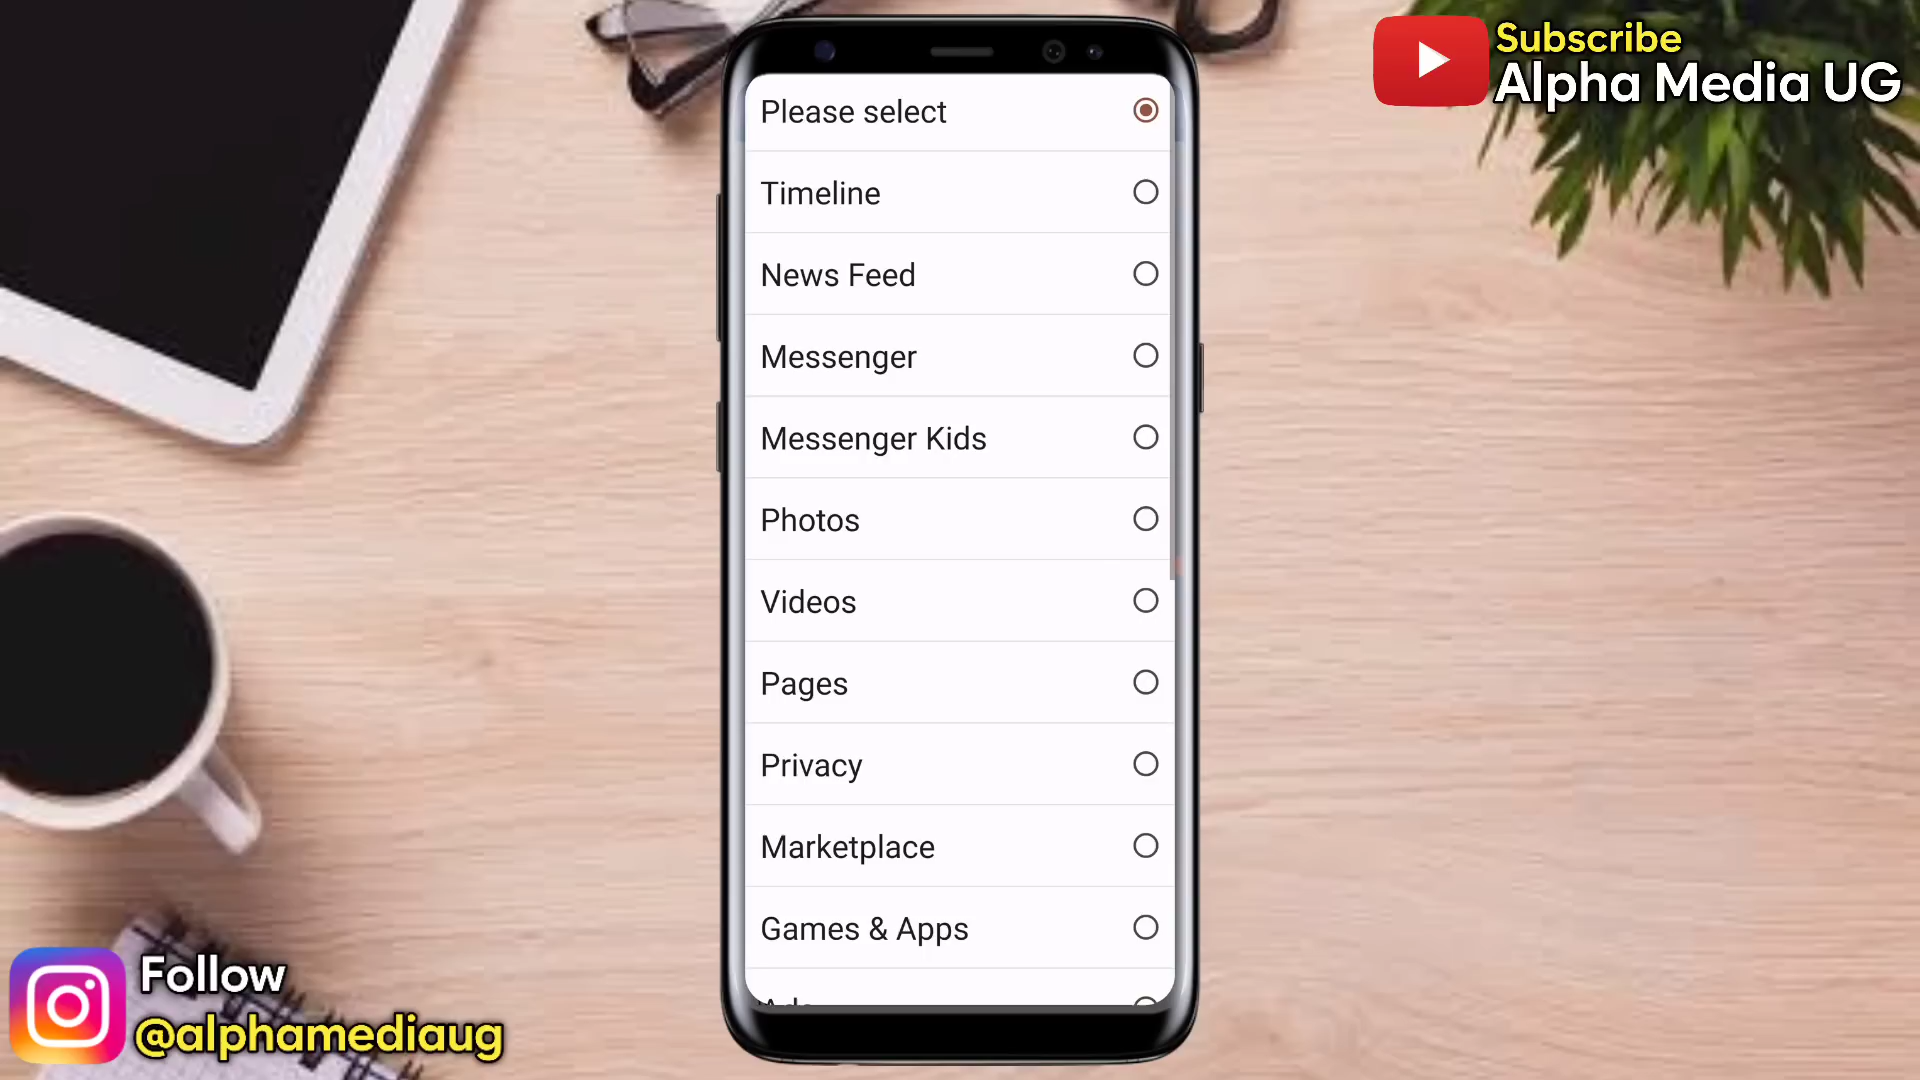 Subscribe
Alpha Media UG
Please select
Timeline
News Feed
Messenger
Messenger Kids
Photos
Videos
Pages
Privacy
Marketplace
Games & Apps
Follow
@alphamediaug